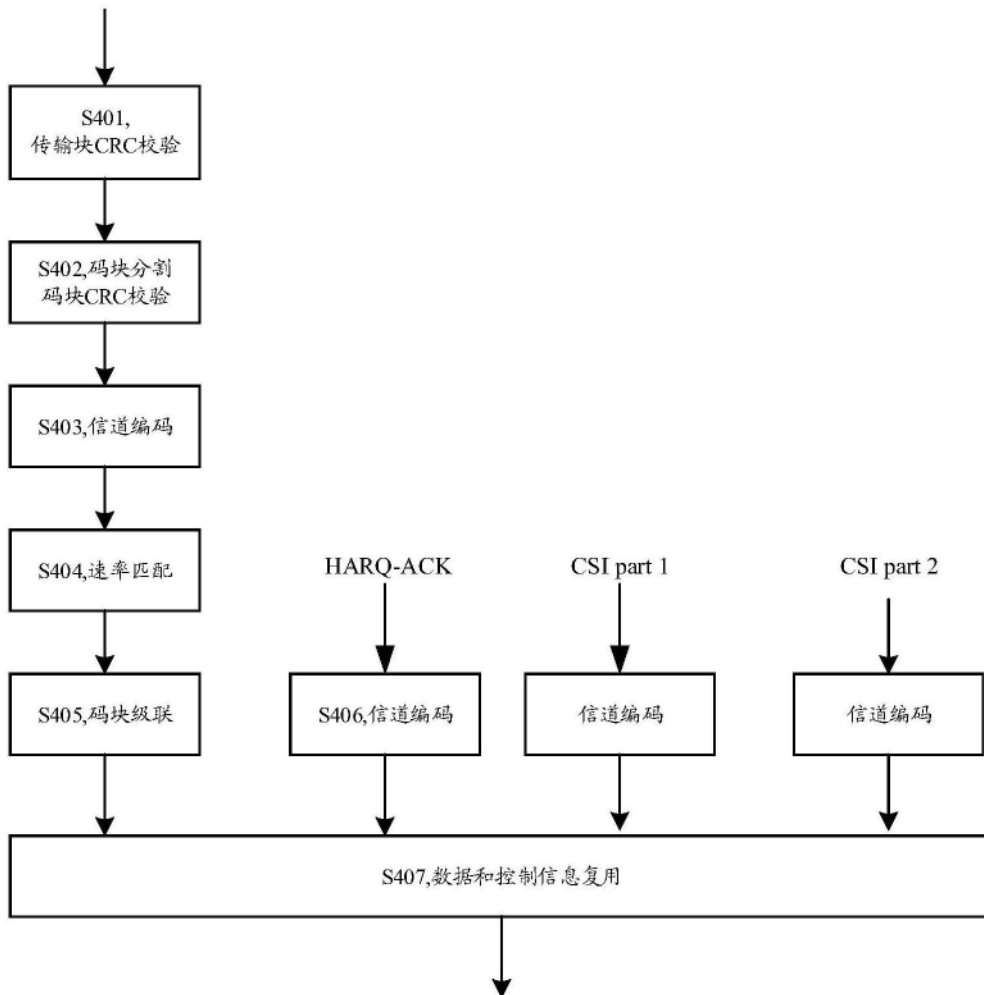 S401,
传输块CRC校验
S402,码块分割
码块CRC校验
S403,信道编码
S404,速率匹配
HARQ-ACK
CSI part 1
CSI part 2
S405,码块级联
S406,信道编码
信道编码
信道编码
S407,数据和控制信息复用